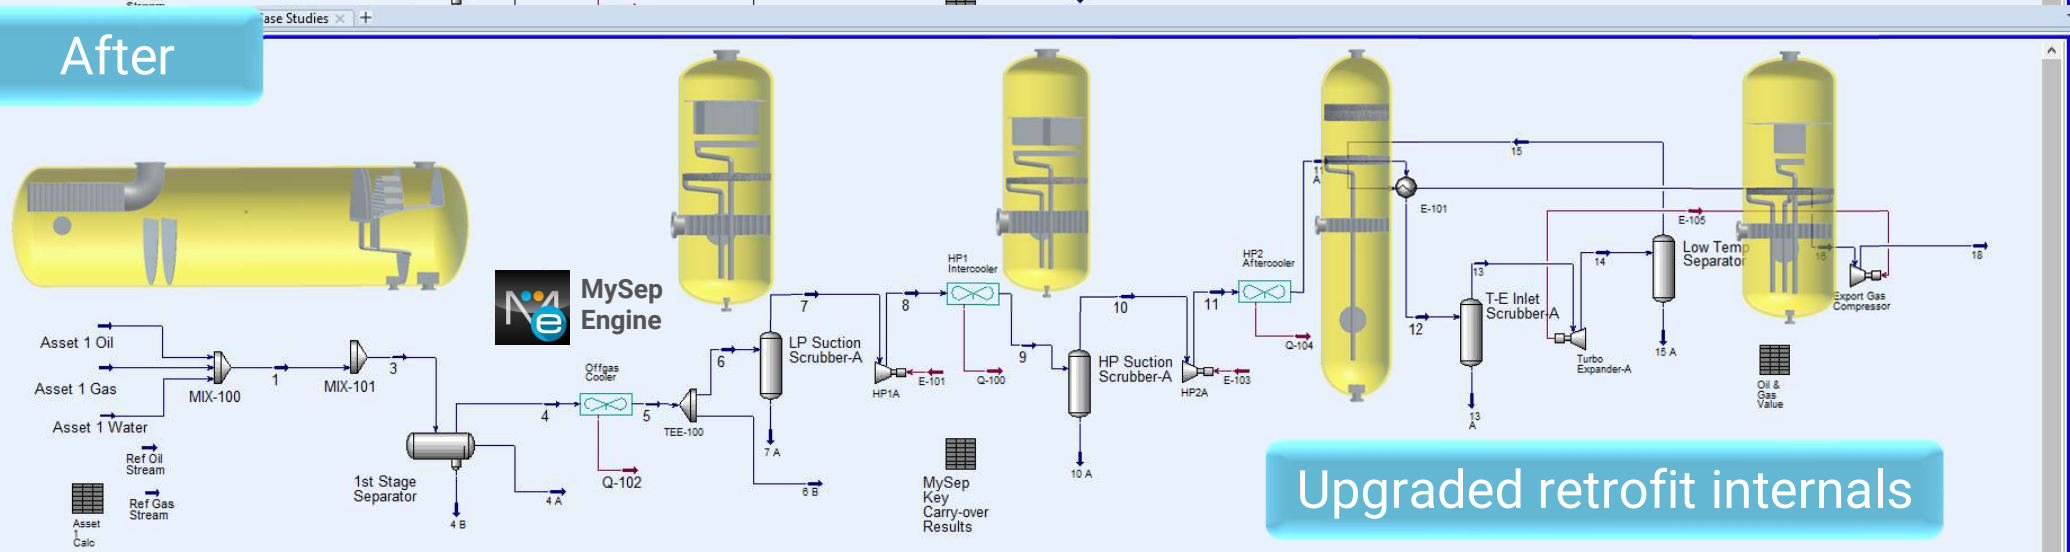 Stream
ase Studies
After
MySep
Engine
Asset 1 Oil
Asset 1 Gas
Asset 1 Water
MIX-100
1
MIX-101
3
Ref Oil
Stream
Ref Gas
Stream
Asset
1
Calc
1st Stage
Separator
4
4 A
4 B
Offgas
Cooler
Q-102
5
TEE-100
6
6 B
LP Suction
Scrubber-A
7
7 A
HP1A
E-101
8
HP1
Intercooler
Q-100
9
HP Suction
Scrubber-A
10
10 A
MySep
Key
Carry-over
Results
HP2A
E-103
11
HP2
Aftercooler
Q-104
11
A
E-101
12
T-E Inlet
Scrubber-A
13
13
A
Turbo
Expander-A
14
15
E-105
Low Temp
Separator
15 A
16
Export Gas
Compressor
18
Oil &
Gas
Value
Upgraded retrofit internals